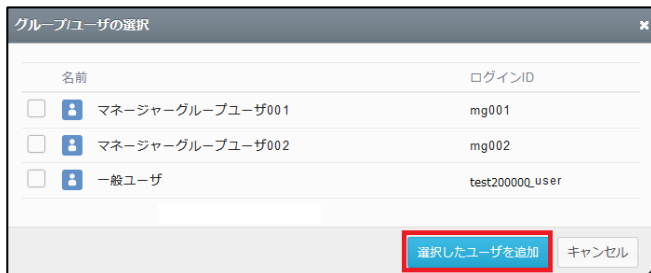 グループ/ユーザの選択
名前 ログインID
マネージャーグループユーザ001 mg001
マネージャーグループユーザ002 mg002
一般ユーザ test200000_user
選択したユーザを追加 キャンセル